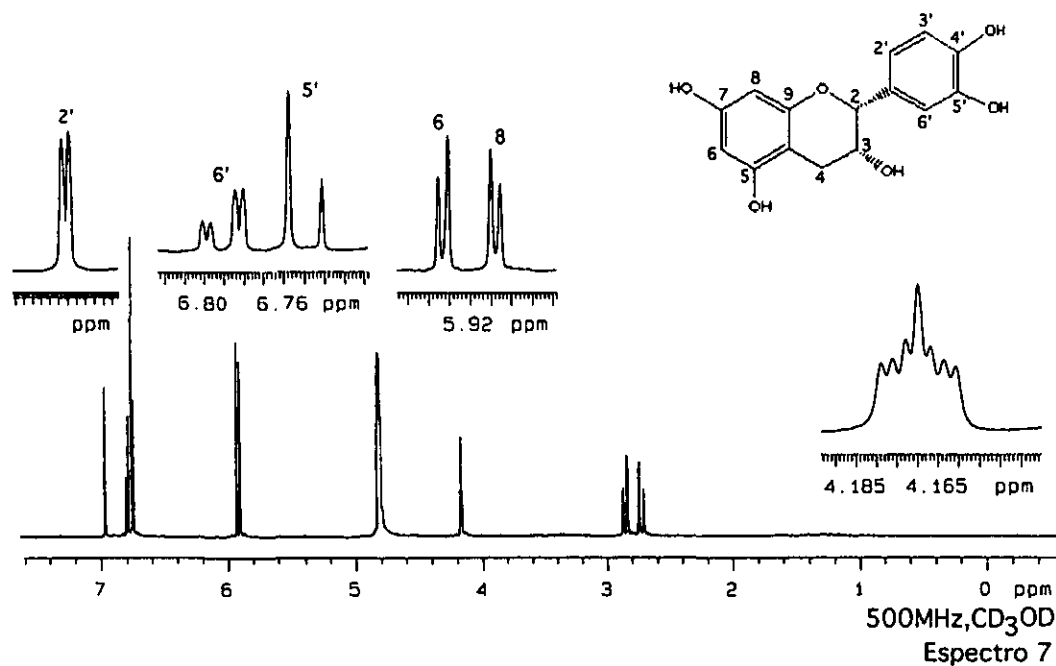 2'
6'
5'
6
8
ppm
6.80 6.76 ppm
5.92 ppm
3'
2'
4'
OH
HO
8
7
9
O
2
5'
OH
6'
6
5
4
3
OH
OH
4.185 4.165 ppm
7 6 5 4 3 2 1 0 ppm
500MHz,CD3OD
Espectro 7